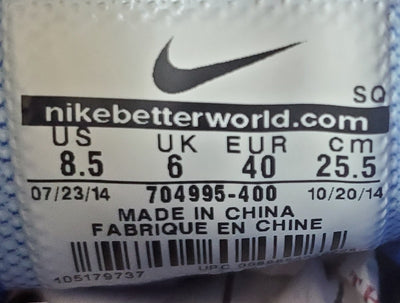 SQ
nikebetterworld.com
US UK EUR cm
8.5 6 40 25.5
07/23/14 704995-400 10/20/14
MADE IN CHINA
FABRIQUE EN CHINE
105179737 UPC